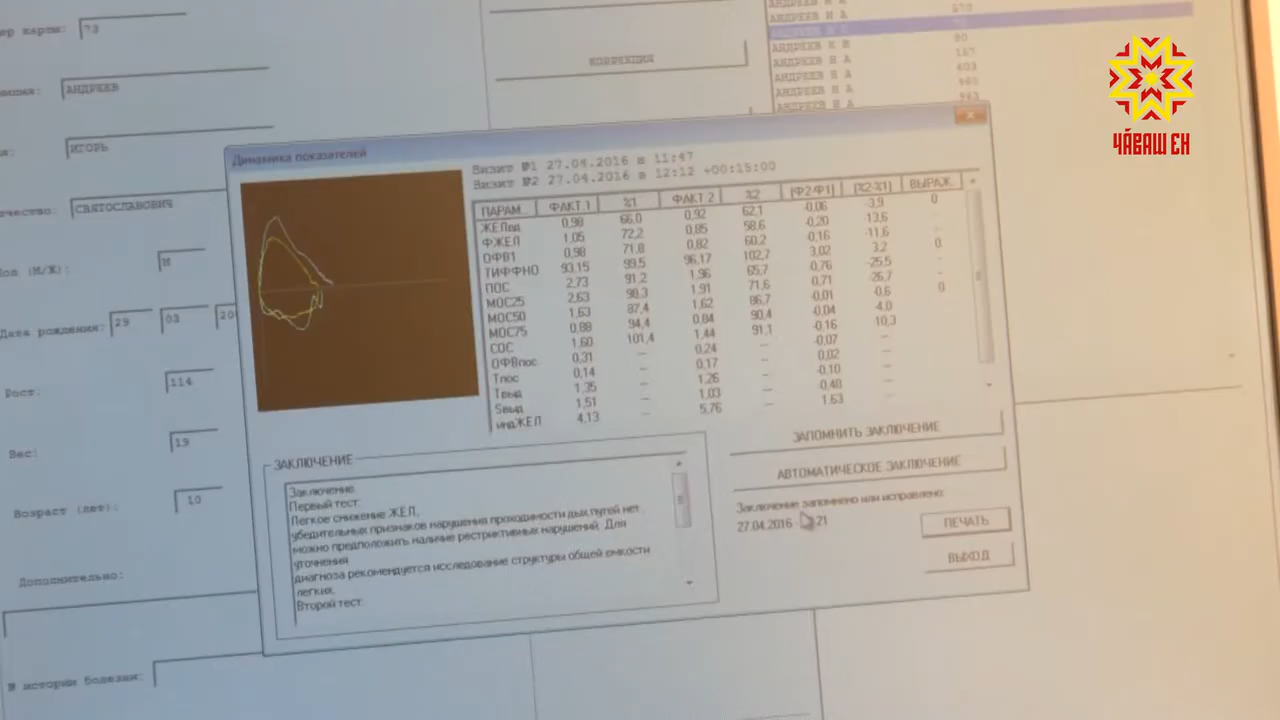 ЧӐВАШ ЕН
КОРРЕКЦИЯ
АНДРЕЕВ
ИГОРЬ
СВЯТОСЛАВОВИЧ
Пол (М/Ж): М
Дата рождения: 29 03
Рост: 114
Вес: 19
Возраст (лет): 10
Дополнительно:
№ истории болезни:
Динамика показателей
Визит №1 27.04.2016 в 11:47
Визит №2 27.04.2016 в 12:12 +00:15:00
ПАРАМ. ФАКТ.1 %1 ФАКТ.2 %2 (Ф2-Ф1) (%2-%1) ВЫРАЖ.
ЖЕЛвд 0,98 66,0 0,92 62,1 -0,06 -3,9 0
ФЖЕЛ 1,05 72,2 0,85 58,6 -0,20 -13,6
ОФВ1 0,98 71,8 0,82 60,2 -0,16 -11,6 0
ТИФФНО 93,15 99,5 96,17 102,7 3,02 3,2
ПОС 2,73 91,2 1,96 65,7 -25,5
МОС25 2,63 98,3 1,91 71,6 -26,7 0
МОС50 1,63 87,4 1,62 86,7 -0,01 -0,6
МОС75 0,88 94,4 0,84 90,4 -0,04 -4,0
СОС 1,60 101,4 1,44 91,1 -0,16 10,3
ОФВпос 0,31 -- 0,24 -- -0,07 --
Тпос 0,14 -- 0,17 -- 0,02 --
Твыд 1,35 -- 1,26 -- -0,10 --
Sвыд 1,51 -- 1,03 -- -0,48 --
индЖЕЛ 4,13 -- 5,76 -- 1,63 --
ЗАКЛЮЧЕНИЕ
Заключение:
Первый тест:
Легкое снижение ЖЕЛ,
убедительных признаков нарушения проходимости дых.путей нет.
можно предположить наличие рестриктивных нарушений. Для
уточнения
диагноза рекомендуется исследование структуры общей емкости
легких.
Второй тест:
ЗАПОМНИТЬ ЗАКЛЮЧЕНИЕ
АВТОМАТИЧЕСКОЕ ЗАКЛЮЧЕНИЕ
Заключение запомнено или исправлено:
27.04.2016 21
ПЕЧАТЬ
ВЫХОД